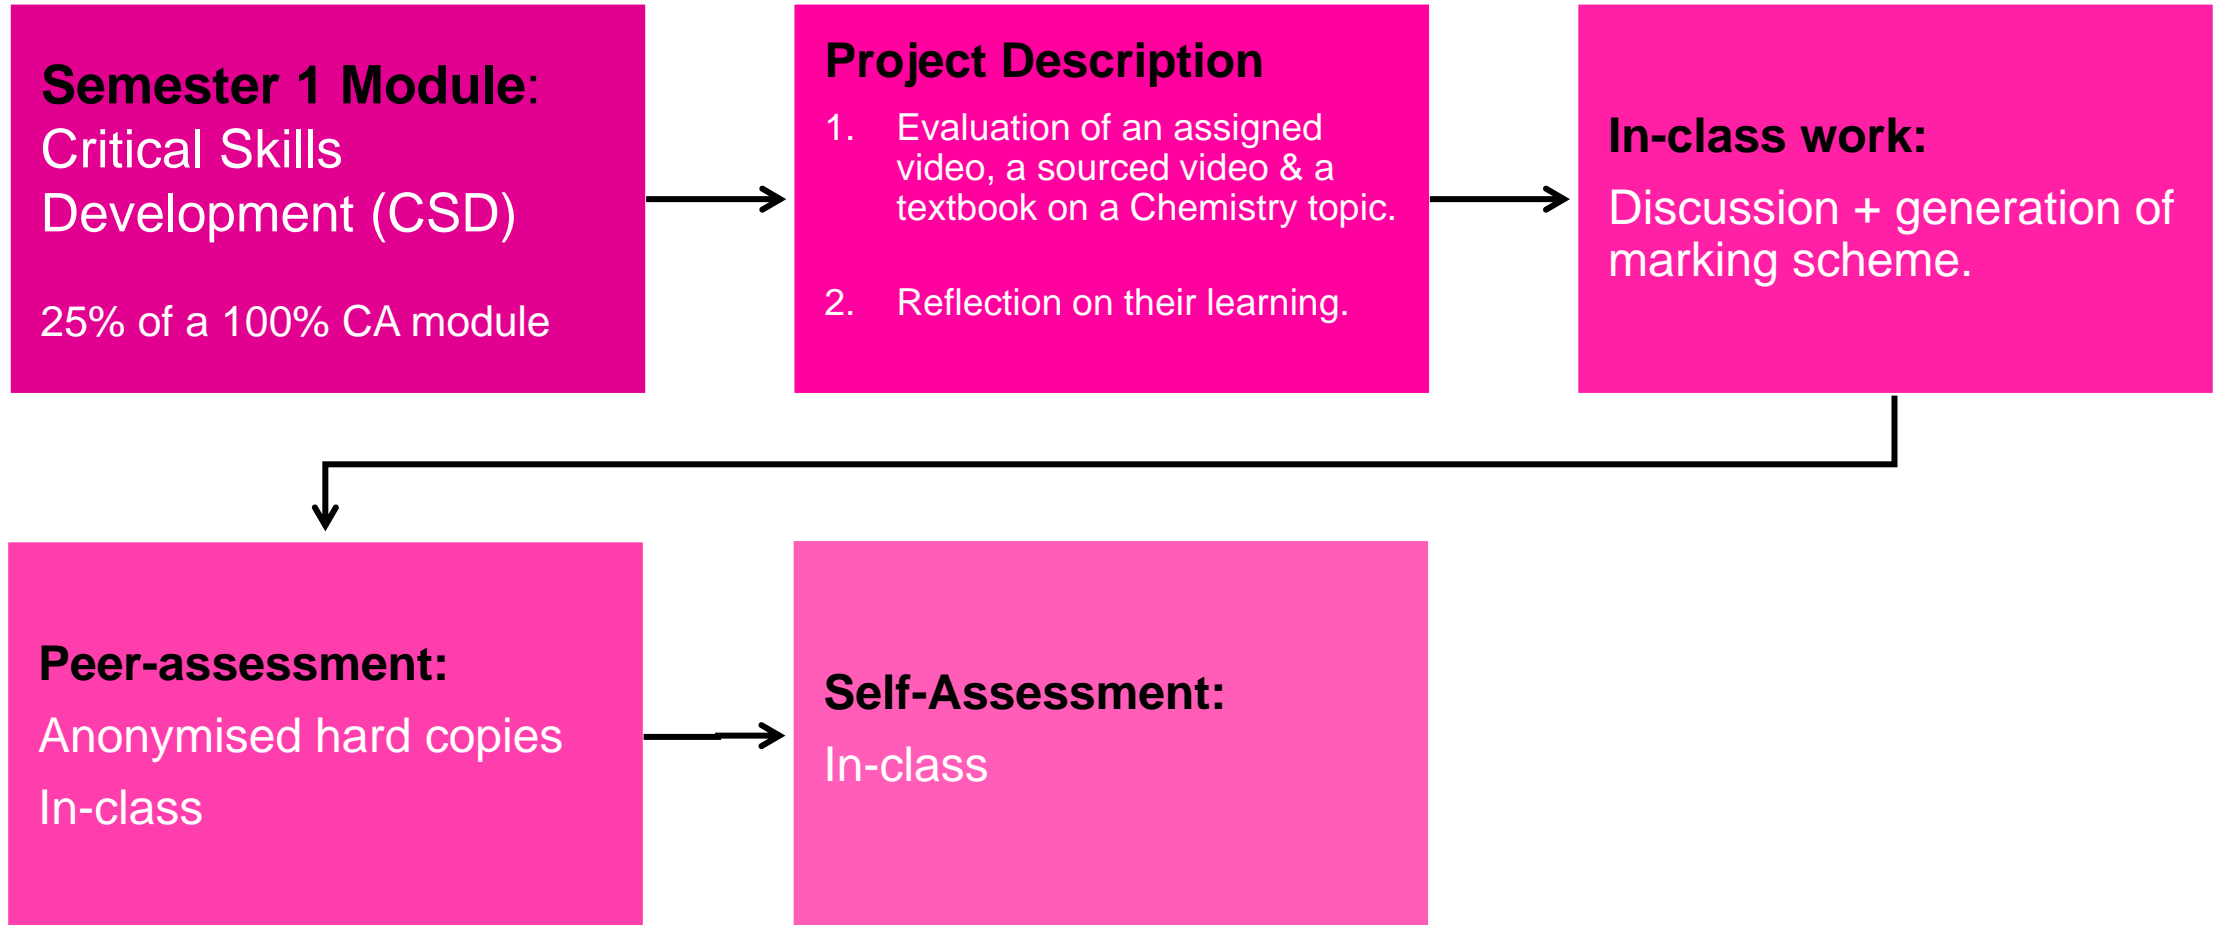 Semester 1 Module:
Critical Skills
Development (CSD)
25% of a 100% CA module
Project Description
1. Evaluation of an assigned
video, a sourced video & a
textbook on a Chemistry topic.
2. Reflection on their learning.
In-class work:
Discussion + generation of
marking scheme.
Peer-assessment:
Anonymised hard copies
In-class
Self-Assessment:
In-class